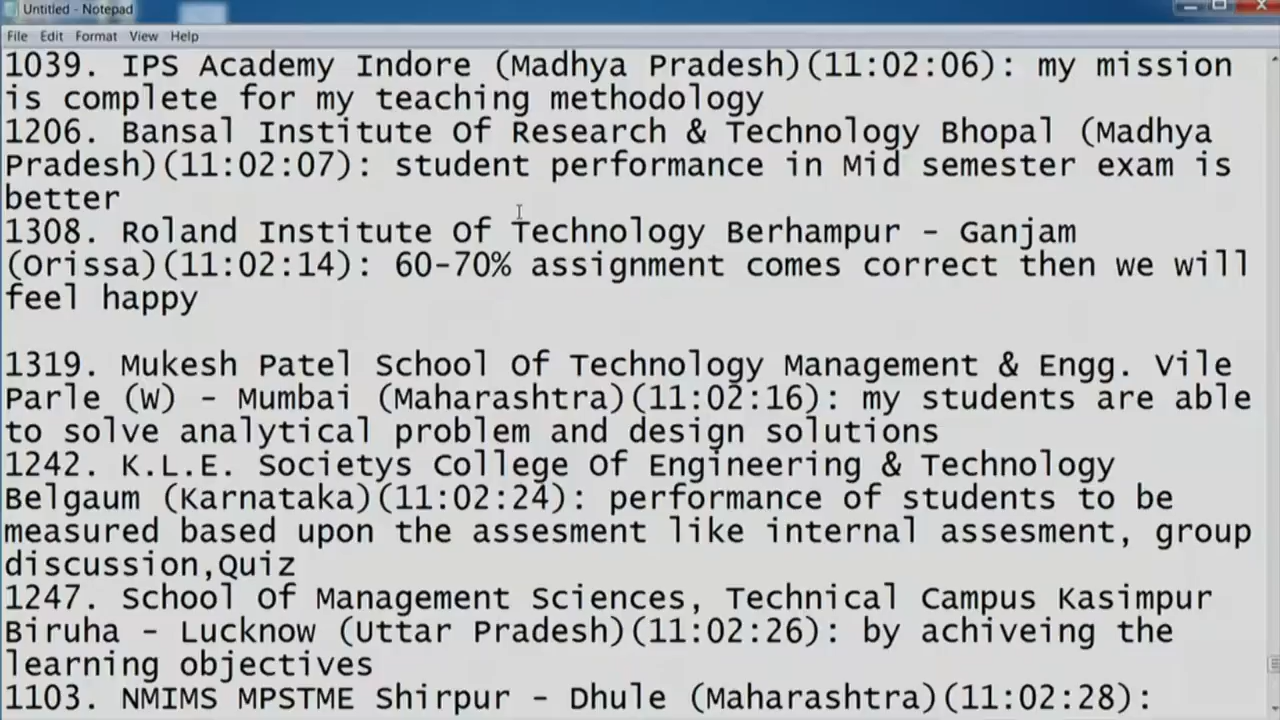 Untitled - Notepad
File Edit Format View Help
1039. IPS Academy Indore (Madhya Pradesh)(11:02:06): my mission
is complete for my teaching methodology
1206. Bansal Institute Of Research & Technology Bhopal (Madhya
Pradesh)(11:02:07): student performance in Mid semester exam is
better
1308. Roland Institute Of Technology Berhampur - Ganjam
(Orissa)(11:02:14): 60-70% assignment comes correct then we will
feel happy
1319. Mukesh Patel School Of Technology Management & Engg. Vile
Parle (W) - Mumbai (Maharashtra)(11:02:16): my students are able
to solve analytical problem and design solutions
1242. K.L.E. Societys College Of Engineering & Technology
Belgaum (Karnataka)(11:02:24): performance of students to be
measured based upon the assesment like internal assesment, group
discussion,Quiz
1247. School Of Management Sciences, Technical Campus Kasimpur
Biruha - Lucknow (Uttar Pradesh)(11:02:26): by achiveing the
learning objectives
1103. NMIMS MPSTME Shirpur - Dhule (Maharashtra)(11:02:28):